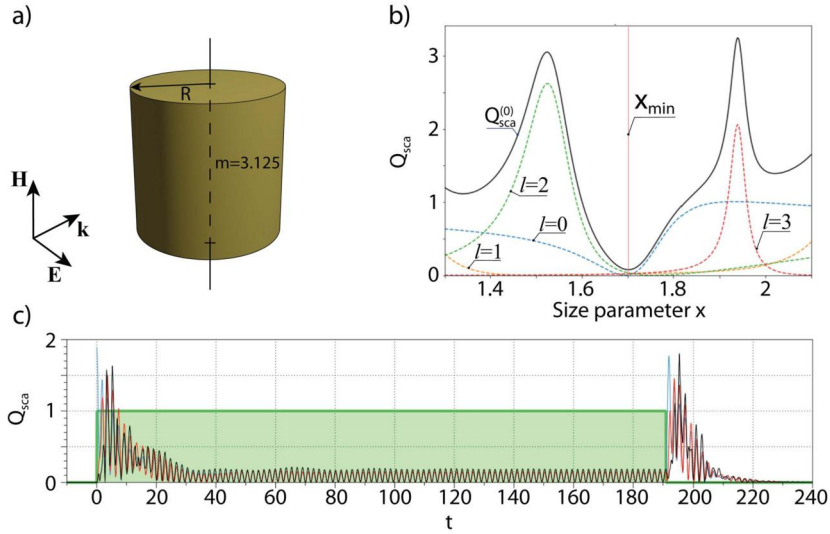 a)
R
m=3.125
H
k
E
b)
3
2
1
0
Q_sca
Q_sca^(0)
x_min
l=2
l=0
l=1
l=3
1.4 1.6 1.8 2
Size parameter x
c)
2
1
0
Q_sca
-20 0 20 40 60 80 100 120 140 160 180 200 220 240
t